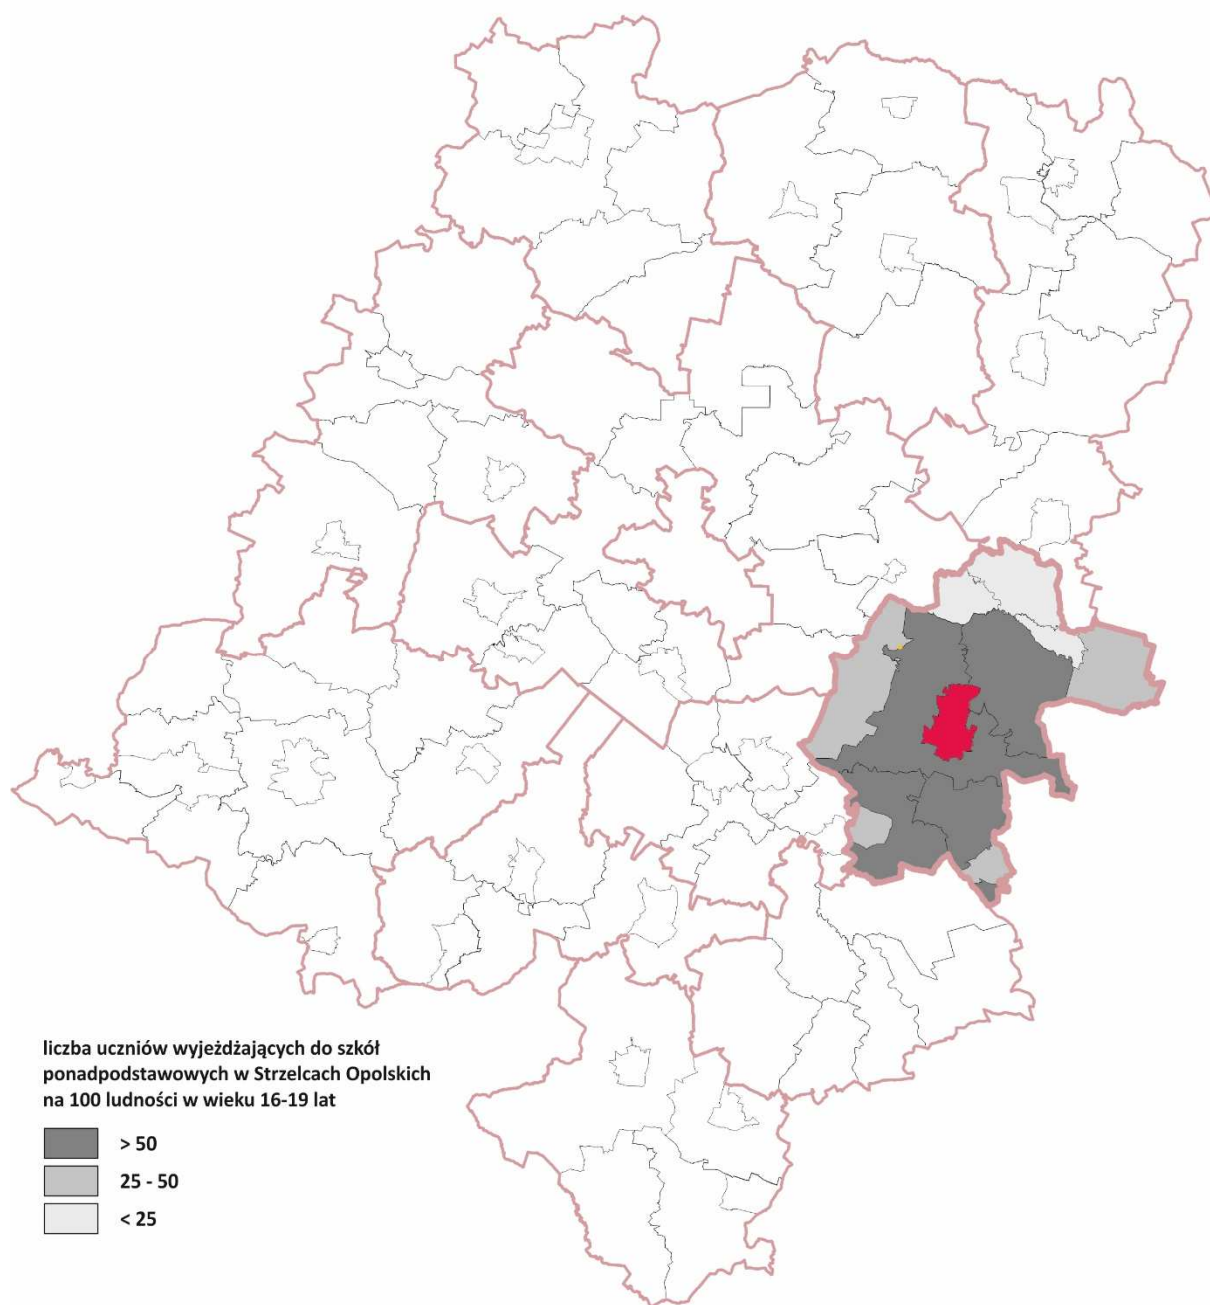 liczba uczniów wyjeżdżających do szkół
ponadpodstawowych w Strzelcach Opolskich
na 100 ludności w wieku 16-19 lat
> 50
25 - 50
< 25